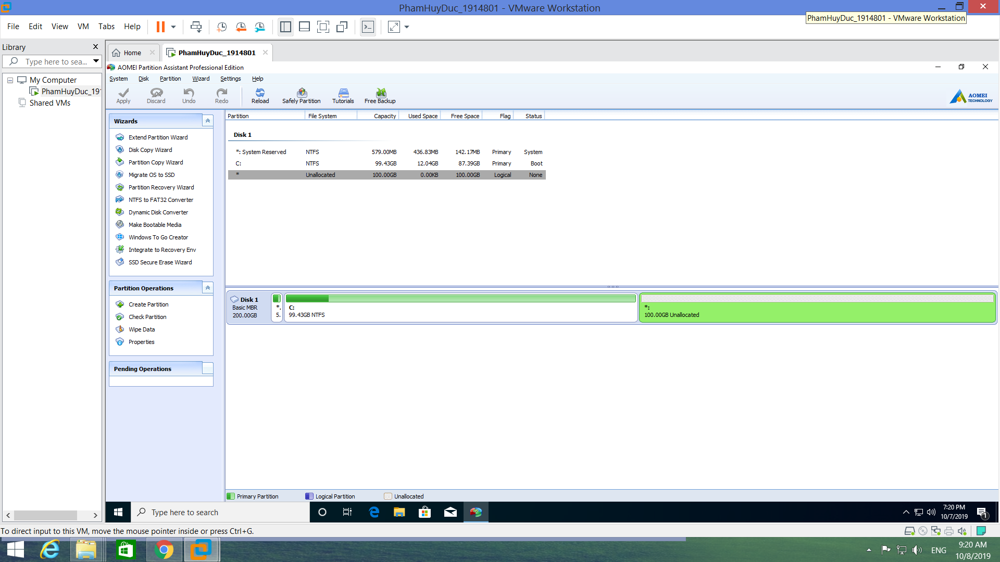 PhamHuyDuc_1914801 - VMware Workstation
PhamHuyDuc_1914801 - VMware Workstation
File Edit View VM Tabs Help
Library
Type here to sea...
My Computer
PhamHuyDuc_19
Shared VMs
Home
PhamHuyDuc_1914801
AOMEI Partition Assistant Professional Edition
System Disk Partition Wizard Settings Help
Apply Discard Undo Redo Reload Safely Partition Tutorials Free Backup
AOMEI
TECHNOLOGY
Wizards
Extend Partition Wizard
Disk Copy Wizard
Partition Copy Wizard
Migrate OS to SSD
Partition Recovery Wizard
NTFS to FAT32 Converter
Dynamic Disk Converter
Make Bootable Media
Windows To Go Creator
Integrate to Recovery Env
SSD Secure Erase Wizard
Partition Operations
Create Partition
Check Partition
Wipe Data
Properties
Pending Operations
Partition File System Capacity Used Space Free Space Flag Status
Disk 1
*: System Reserved NTFS 579.00MB 436.83MB 142.17MB Primary System
C: NTFS 99.43GB 12.04GB 87.39GB Primary Boot
* Unallocated 100.00GB 0.00KB 100.00GB Logical None
Disk 1
Basic MBR
200.00GB
*.
5.
C:
99.43GB NTFS
*:
100.00GB Unallocated
Primary Partition Logical Partition Unallocated
Type here to search
7:20 PM
10/7/2019
1
To direct input to this VM, move the mouse pointer inside or press Ctrl+G.
ENG
9:20 AM
10/8/2019